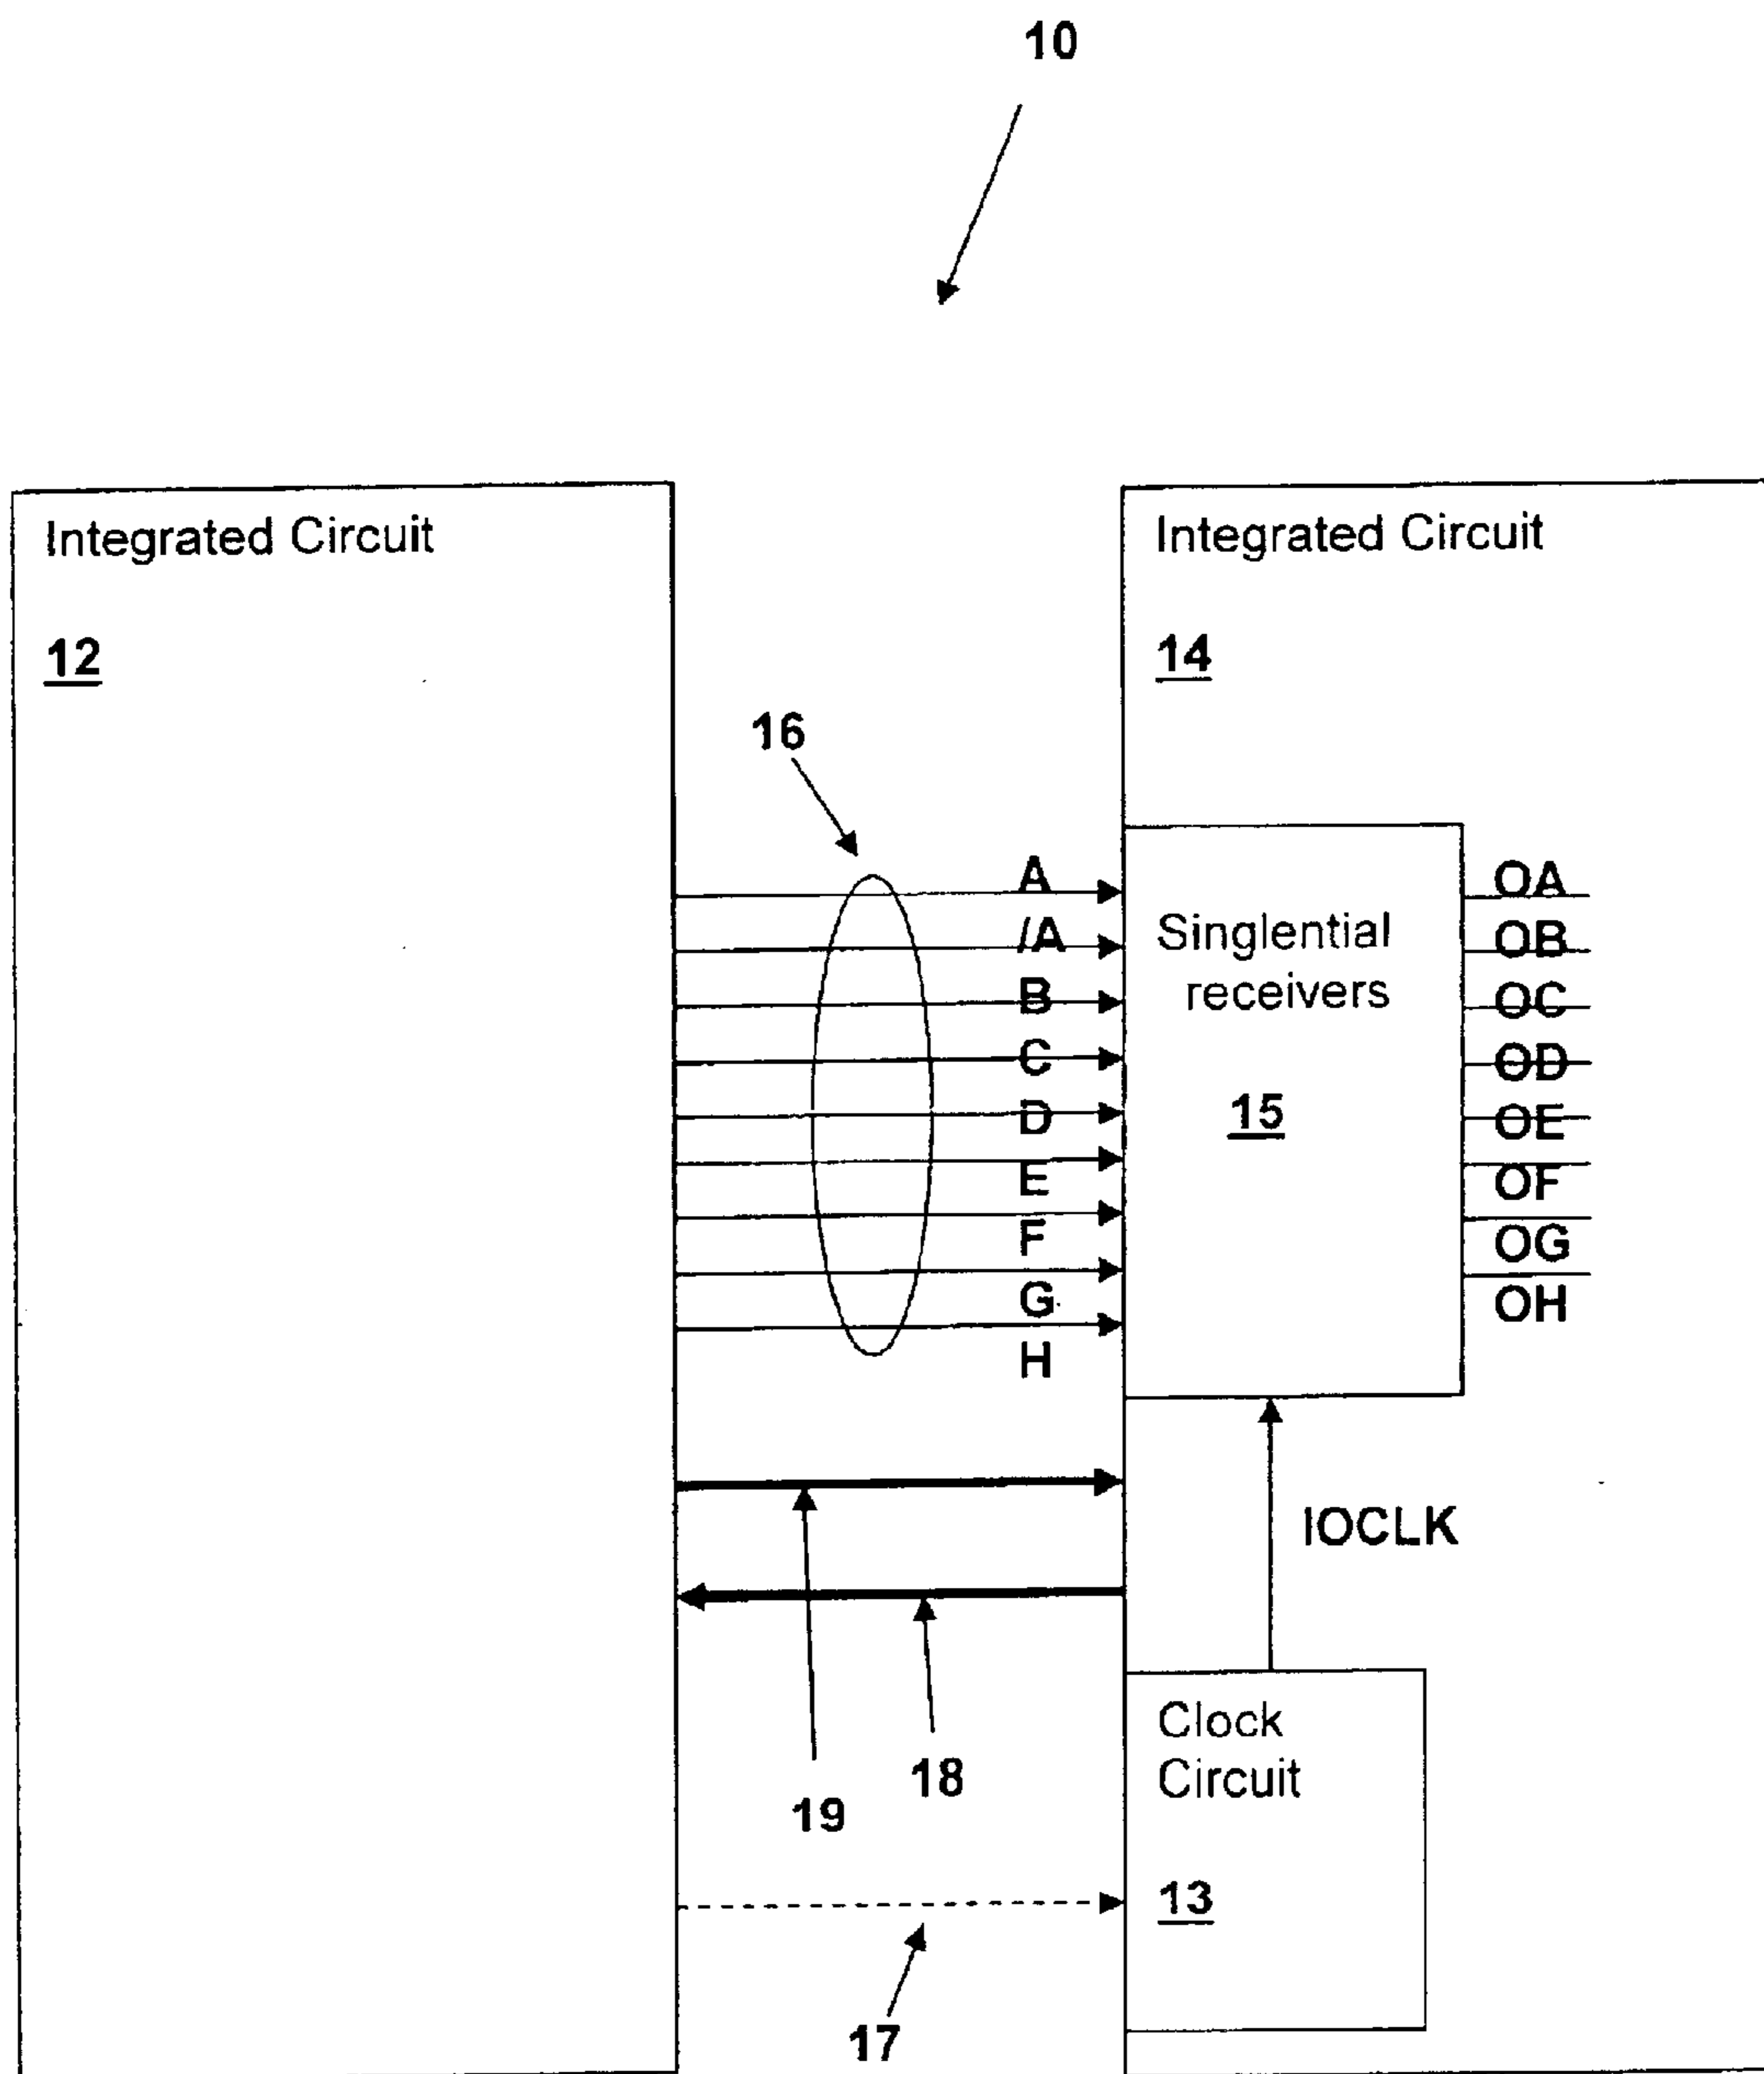 10
Integrated Circuit
12
Integrated Circuit
14
16
A
/A
B
C
D
E
F
G
H
Singlential
receivers
15
OA
OB
OC
OD
OE
OF
OG
OH
IOCLK
19
18
Clock
Circuit
13
17